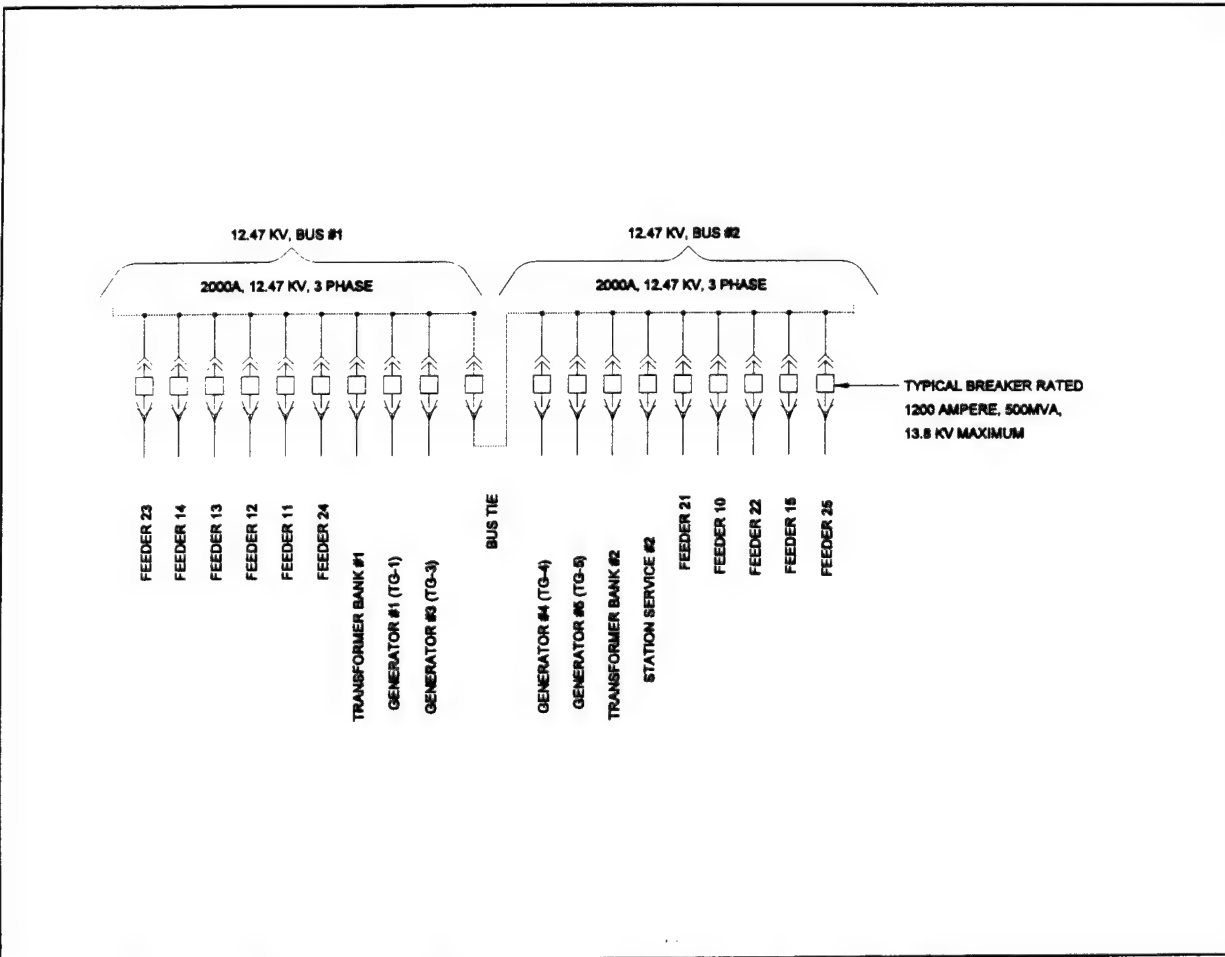 12.47 KV, BUS #1
12.47 KV, BUS #2
2000A, 12.47 KV, 3 PHASE
2000A, 12.47 KV, 3 PHASE
TYPICAL BREAKER RATED
1200 AMPERE, 500MVA,
13.8 KV MAXIMUM
FEEDER 23
FEEDER 14
FEEDER 13
FEEDER 12
FEEDER 11
FEEDER 24
TRANSFORMER BANK #1
GENERATOR #1 (TG-1)
GENERATOR #3 (TG-3)
BUS TIE
GENERATOR #4 (TG-4)
GENERATOR #5 (TG-5)
TRANSFORMER BANK #2
STATION SERVICE #2
FEEDER 21
FEEDER 10
FEEDER 22
FEEDER 15
FEEDER 25